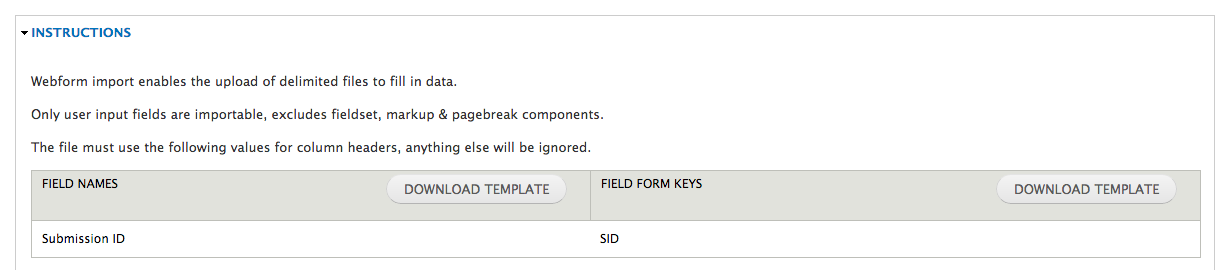 INSTRUCTIONS
Webform import enables the upload of delimited files to fill in data.
Only user input fields are importable, excludes fieldset, markup & pagebreak components.
The file must use the following values for column headers, anything else will be ignored.
FIELD NAMES DOWNLOAD TEMPLATE FIELD FORM KEYS DOWNLOAD TEMPLATE
Submission ID SID